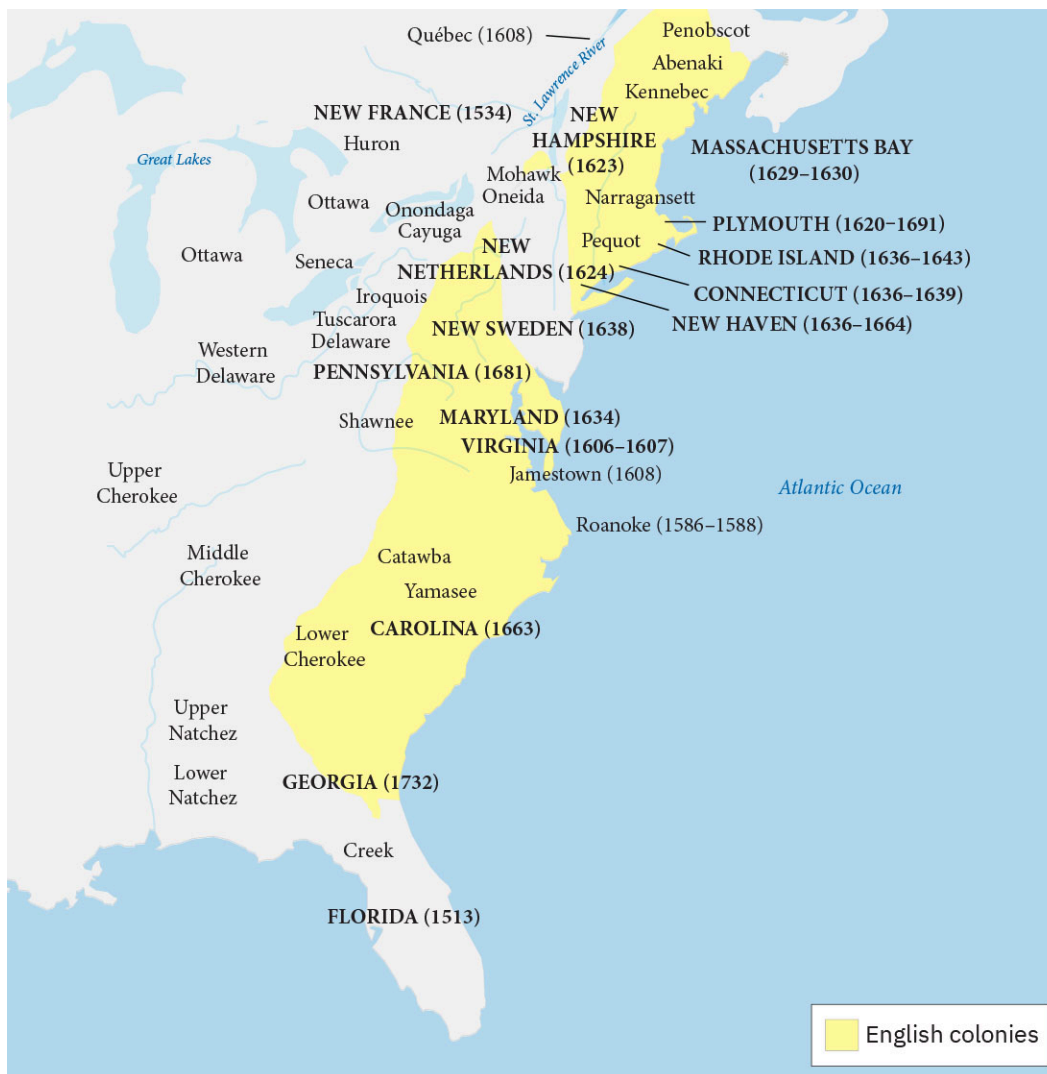 Québec (1608)
St. Lawrence River
Penobscot
Abenaki
Kennebec
NEW FRANCE (1534)
Huron
NEW
HAMPSHIRE
(1623)
MASSACHUSETTS BAY
(1629–1630)
Great Lakes
Mohawk
Oneida
Ottawa
Onondaga
Cayuga
Narragansett
PLYMOUTH (1620–1691)
Pequot
RHODE ISLAND (1636–1643)
Ottawa
Seneca
NEW
NETHERLANDS (1624)
CONNECTICUT (1636–1639)
Iroquois
NEW HAVEN (1636–1664)
Tuscarora
Delaware
NEW SWEDEN (1638)
Western
Delaware
PENNSYLVANIA (1681)
Shawnee
MARYLAND (1634)
VIRGINIA (1606–1607)
Jamestown (1608)
Upper
Cherokee
Atlantic Ocean
Roanoke (1586–1588)
Middle
Cherokee
Catawba
Yamasee
Lower
Cherokee
CAROLINA (1663)
Upper
Natchez
Lower
Natchez
GEORGIA (1732)
Creek
FLORIDA (1513)
English colonies